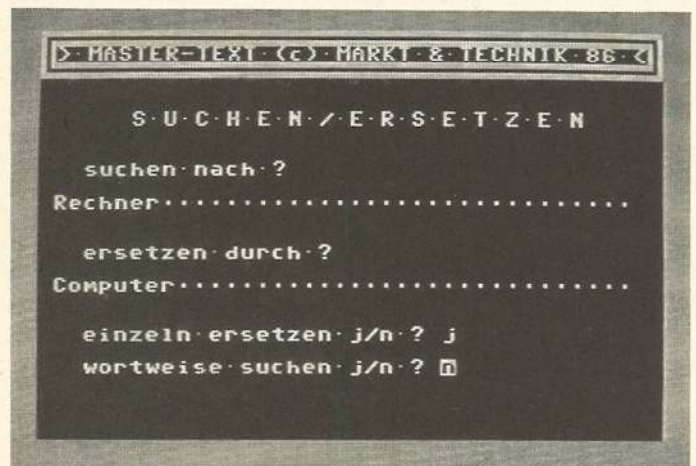 >·MASTER-TEXT·(c)·MARKT·&·TECHNIK·86·<
S·U·C·H·E·N·/·E·R·S·E·T·Z·E·N
suchen·nach·?
Rechner·······························
ersetzen·durch·?
Computer······························
einzeln·ersetzen·j/n·? j
wortweise·suchen·j/n·? n